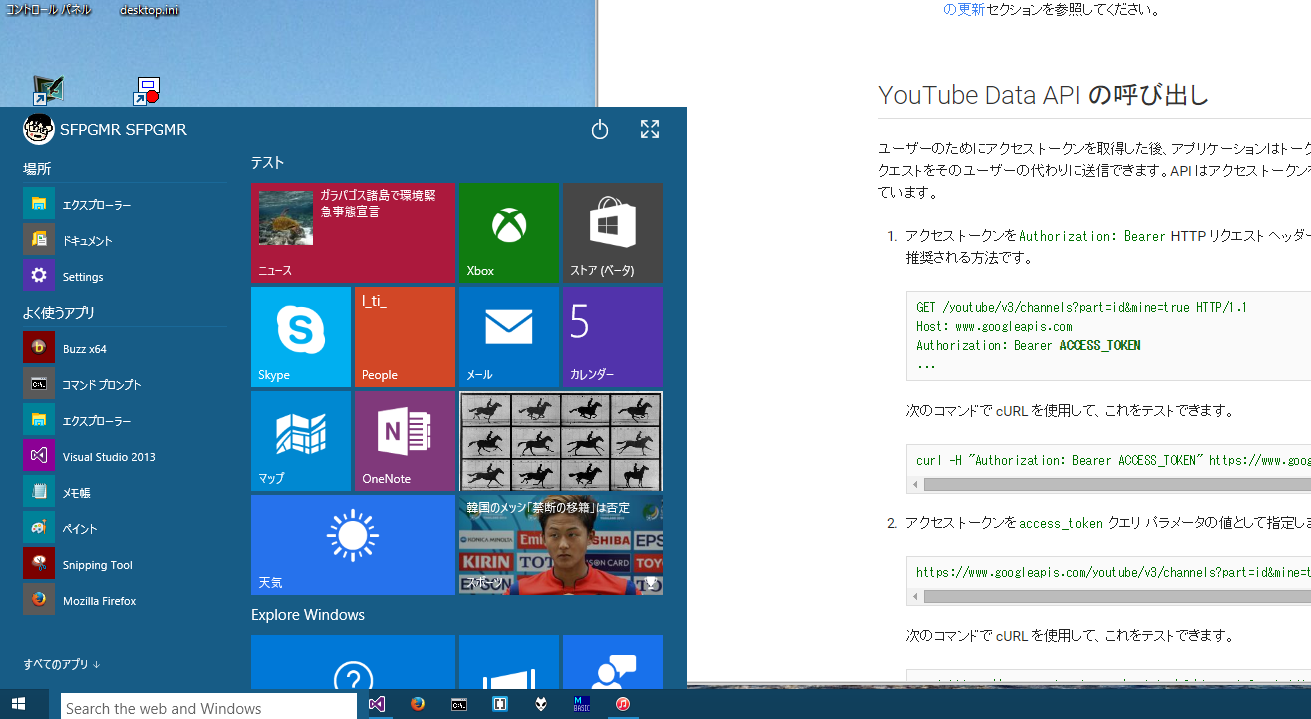 コントロール パネル
desktop.ini
SFPGMR SFPGMR
場所
エクスプローラー
ドキュメント
Settings
よく使うアプリ
Buzz x64
コマンド プロンプト
エクスプローラー
Visual Studio 2013
メモ帳
ペイント
Snipping Tool
Mozilla Firefox
すべてのアプリ ↓
テスト
ガラパゴス諸島で環境緊
急事態宣言
ニュース
Xbox
ストア (ベータ)
Skype
l_ti_
People
メール
5
カレンダー
マップ
OneNote
天気
韓国のメッシ「禁断の移籍」は否定
KONICA MINOLTA
KIRIN
SHIBA
EPS
SON CARD
TOY
EPSON
スポーツ
Explore Windows
Search the web and Windows
M
BASIC
の更新セクションを参照してください。
YouTube Data API の呼び出し
ユーザーのためにアクセストークンを取得した後、アプリケーションはトーク
クエストをそのユーザーの代わりに送信できます。API はアクセストークン
ています。
1. アクセストークンを Authorization: Bearer HTTP リクエスト ヘッダー
推奨される方法です。
GET /youtube/v3/channels?part=id&mine=true HTTP/1.1
Host: www.googleapis.com
Authorization: Bearer ACCESS_TOKEN
...
次のコマンドで cURL を使用して、これをテストできます。
curl -H "Authorization: Bearer ACCESS_TOKEN" https://www.goog
2. アクセストークンを access_token クエリ パラメータの値として指定しま
https://www.googleapis.com/youtube/v3/channels?part=id&mine=t
次のコマンドで cURL を使用して、これをテストできます。